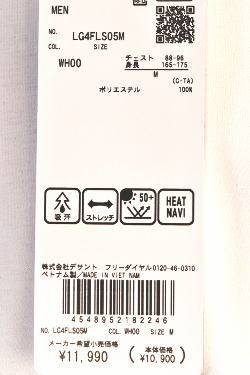 MEN
NO. LG4FLS05M
COL. SIZE
WH00 チェスト 88-96
身長 165-175
M
(C-TA)
ポリエステル 100%
吸汗
ストレッチ
50+
HEAT NAVI
株式会社デサント フリーダイヤル0120-46-0310
ベトナム製/MADE IN VIET NAM
4548952182246
NO. LG4FLS05M COL. WH00 SIZE M
メーカー希望小売価格 (本体価格)
¥11,990 (¥10,900)